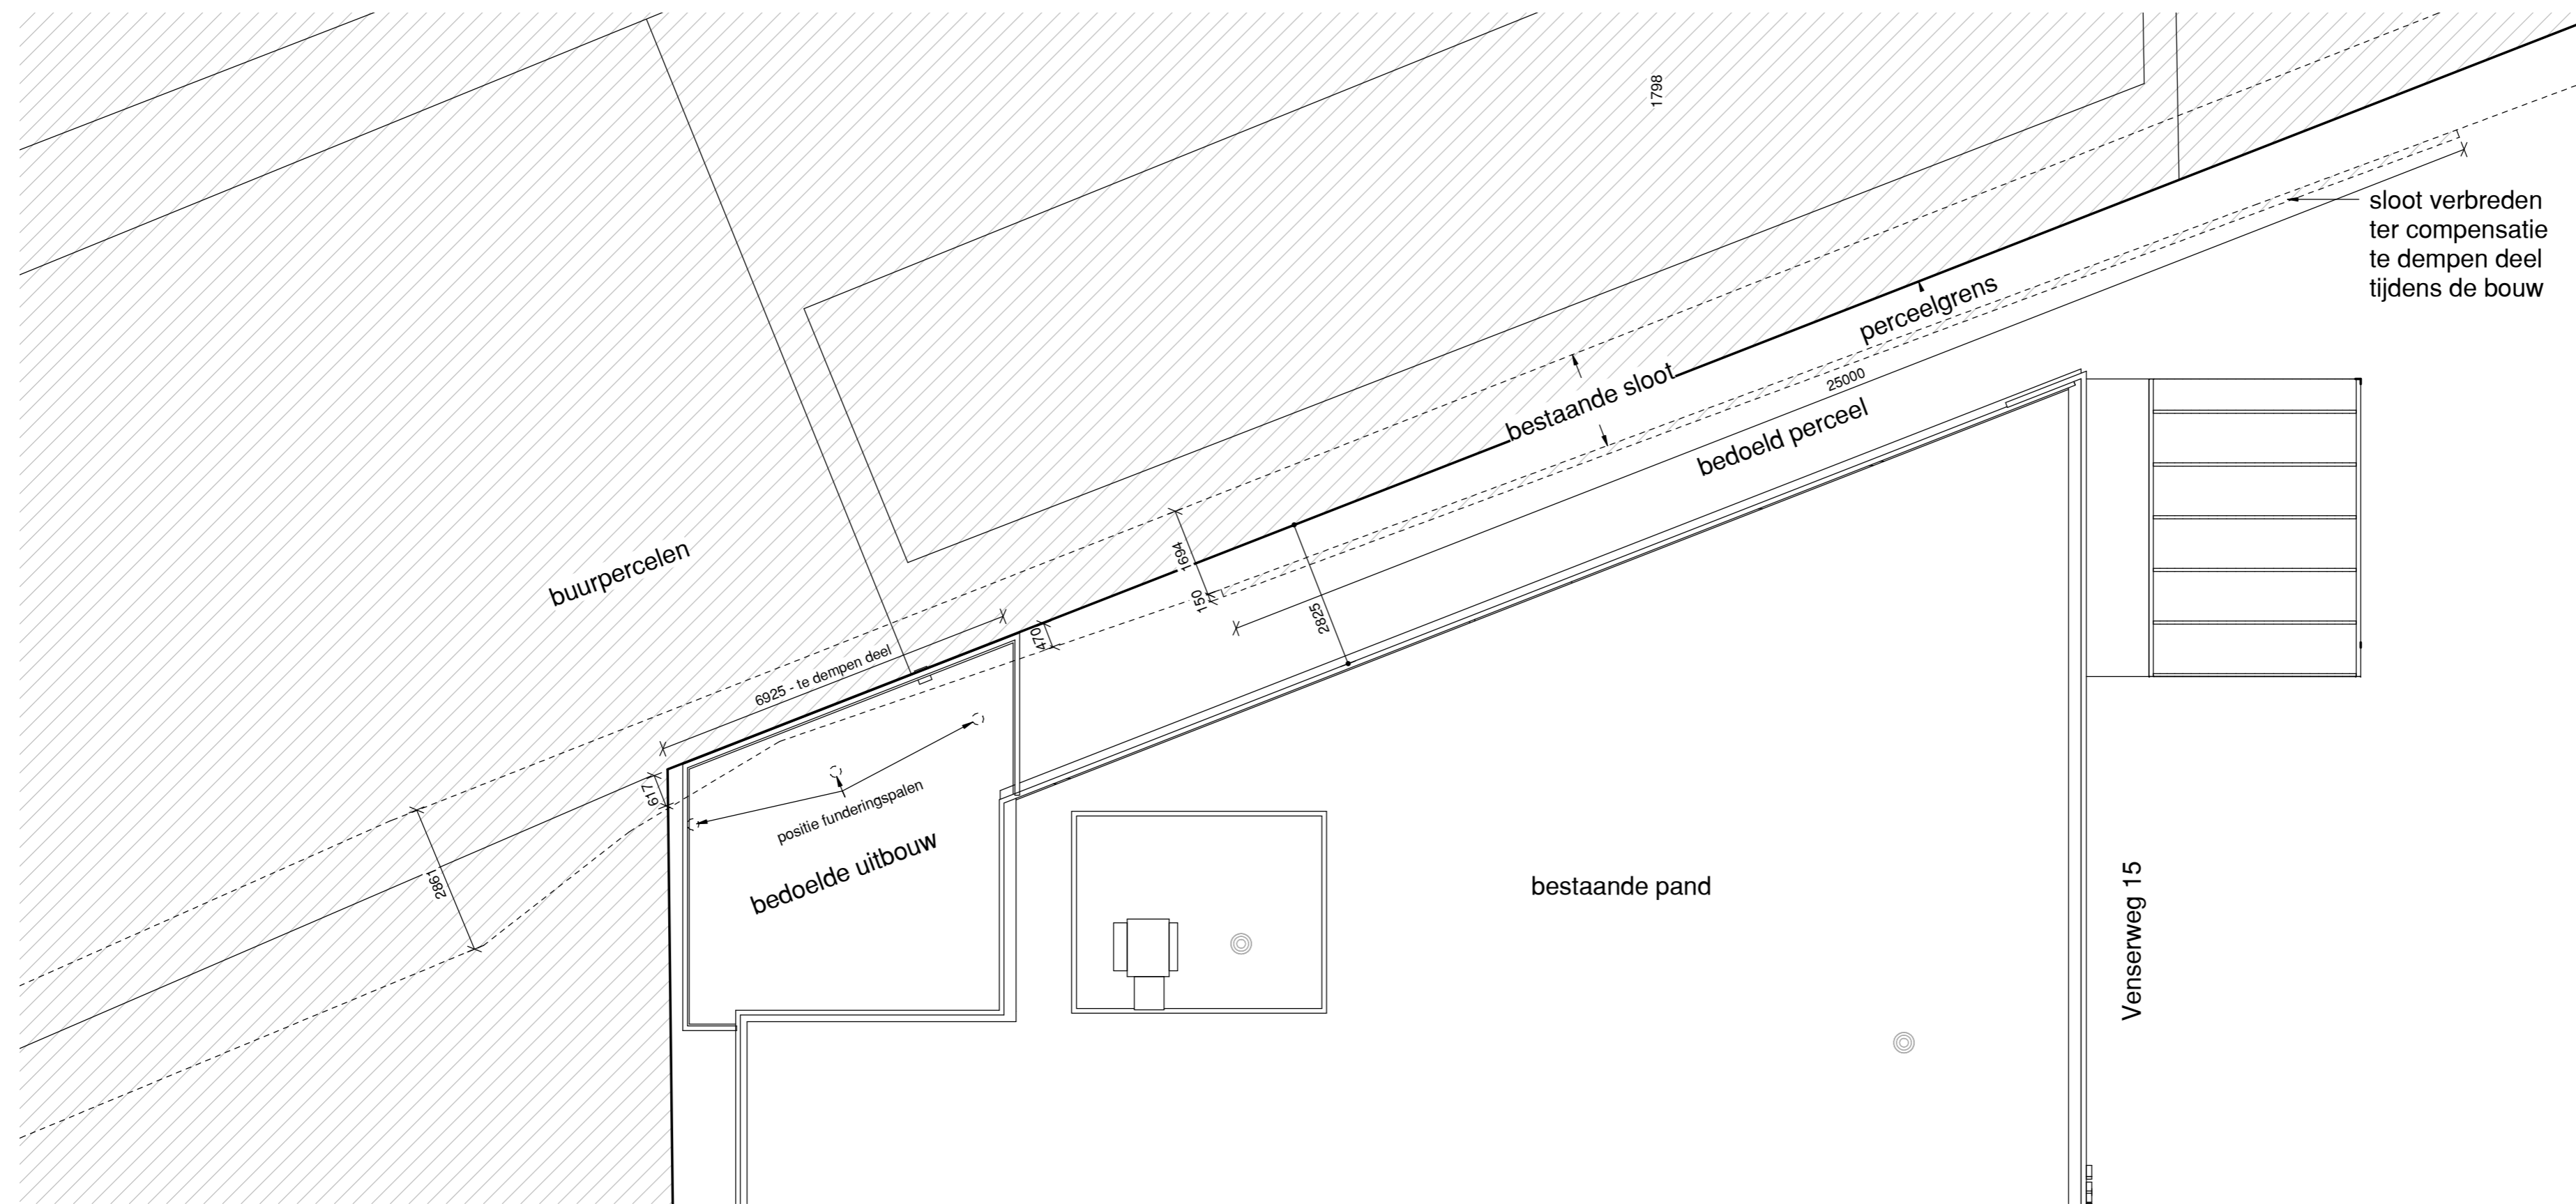 1798
sloot verbreden
ter compensatie
te dempen deel
tijdens de bouw
perceelgrens
bestaande sloot
25000
bedoeld perceel
buurpercelen
1694
150
2825
470
6925 - te dempen deel
617
positie funderingspalen
bedoelde uitbouw
2861
bestaande pand
Venserweg 15